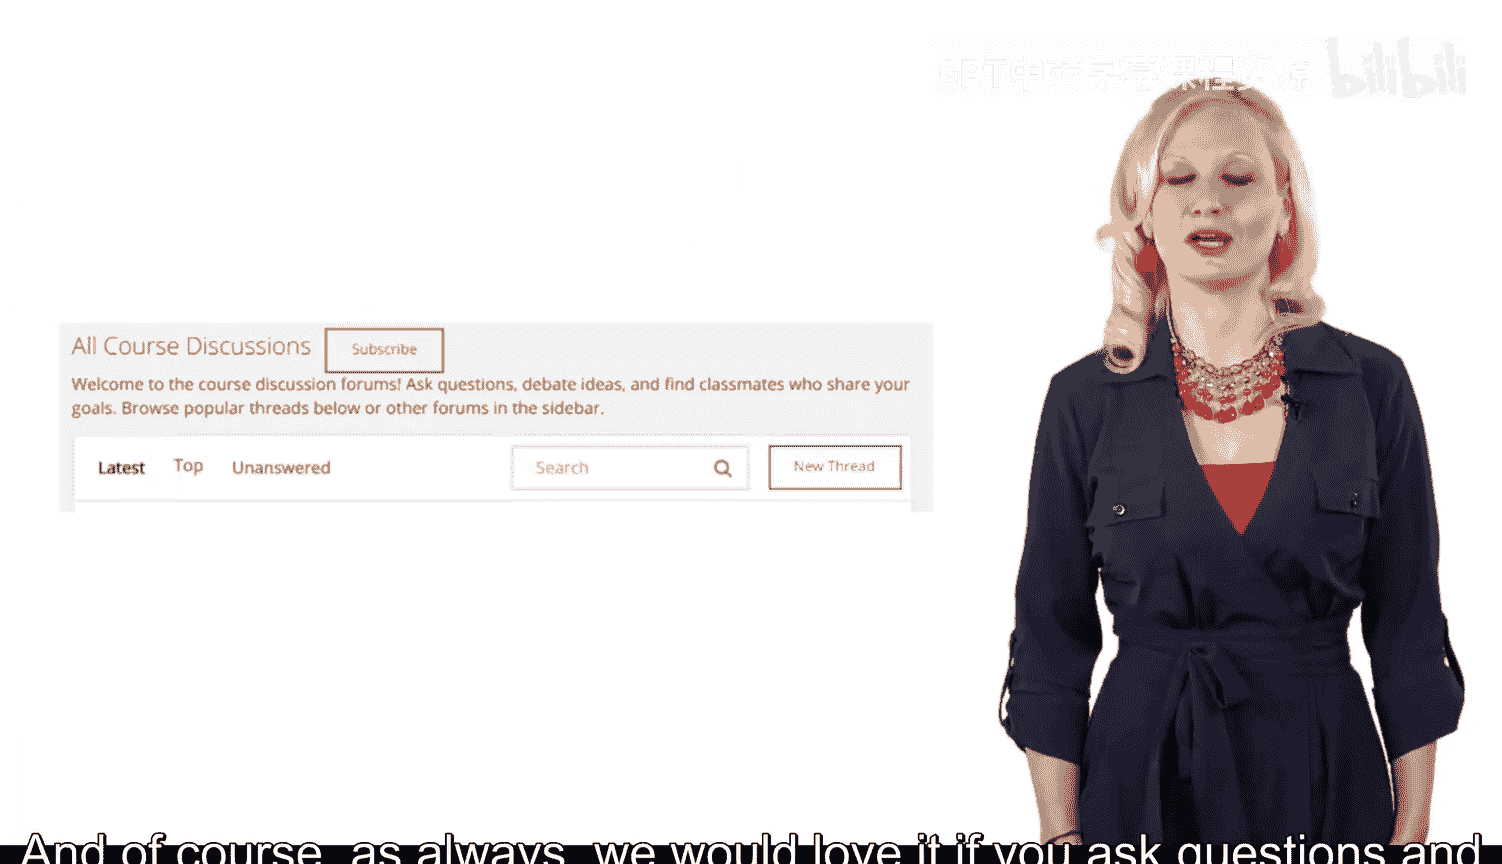 bilibili
All Course Discussions Subscribe
Welcome to the course discussion forums! Ask questions, debate ideas, and find classmates who share your
goals. Browse popular threads below or other forums in the sidebar.
Latest Top Unanswered Search New Thread
And of course, as always, we would love it if you ask questions and